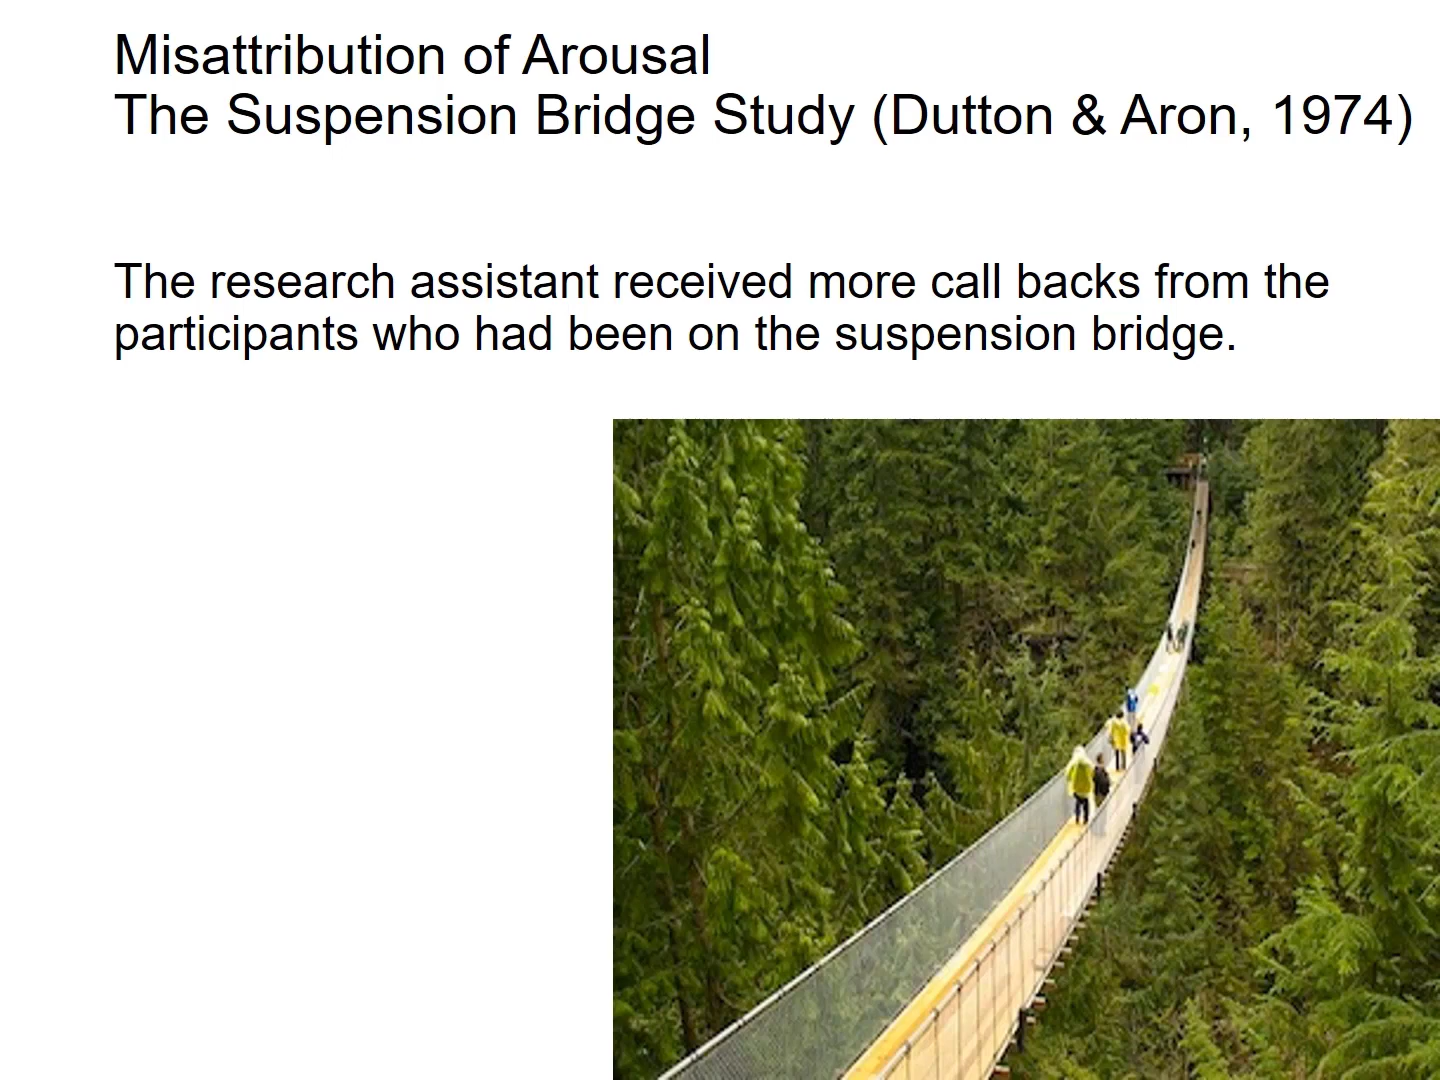 Misattribution of Arousal
The Suspension Bridge Study (Dutton & Aron, 1974)
The research assistant received more call backs from the
participants who had been on the suspension bridge.